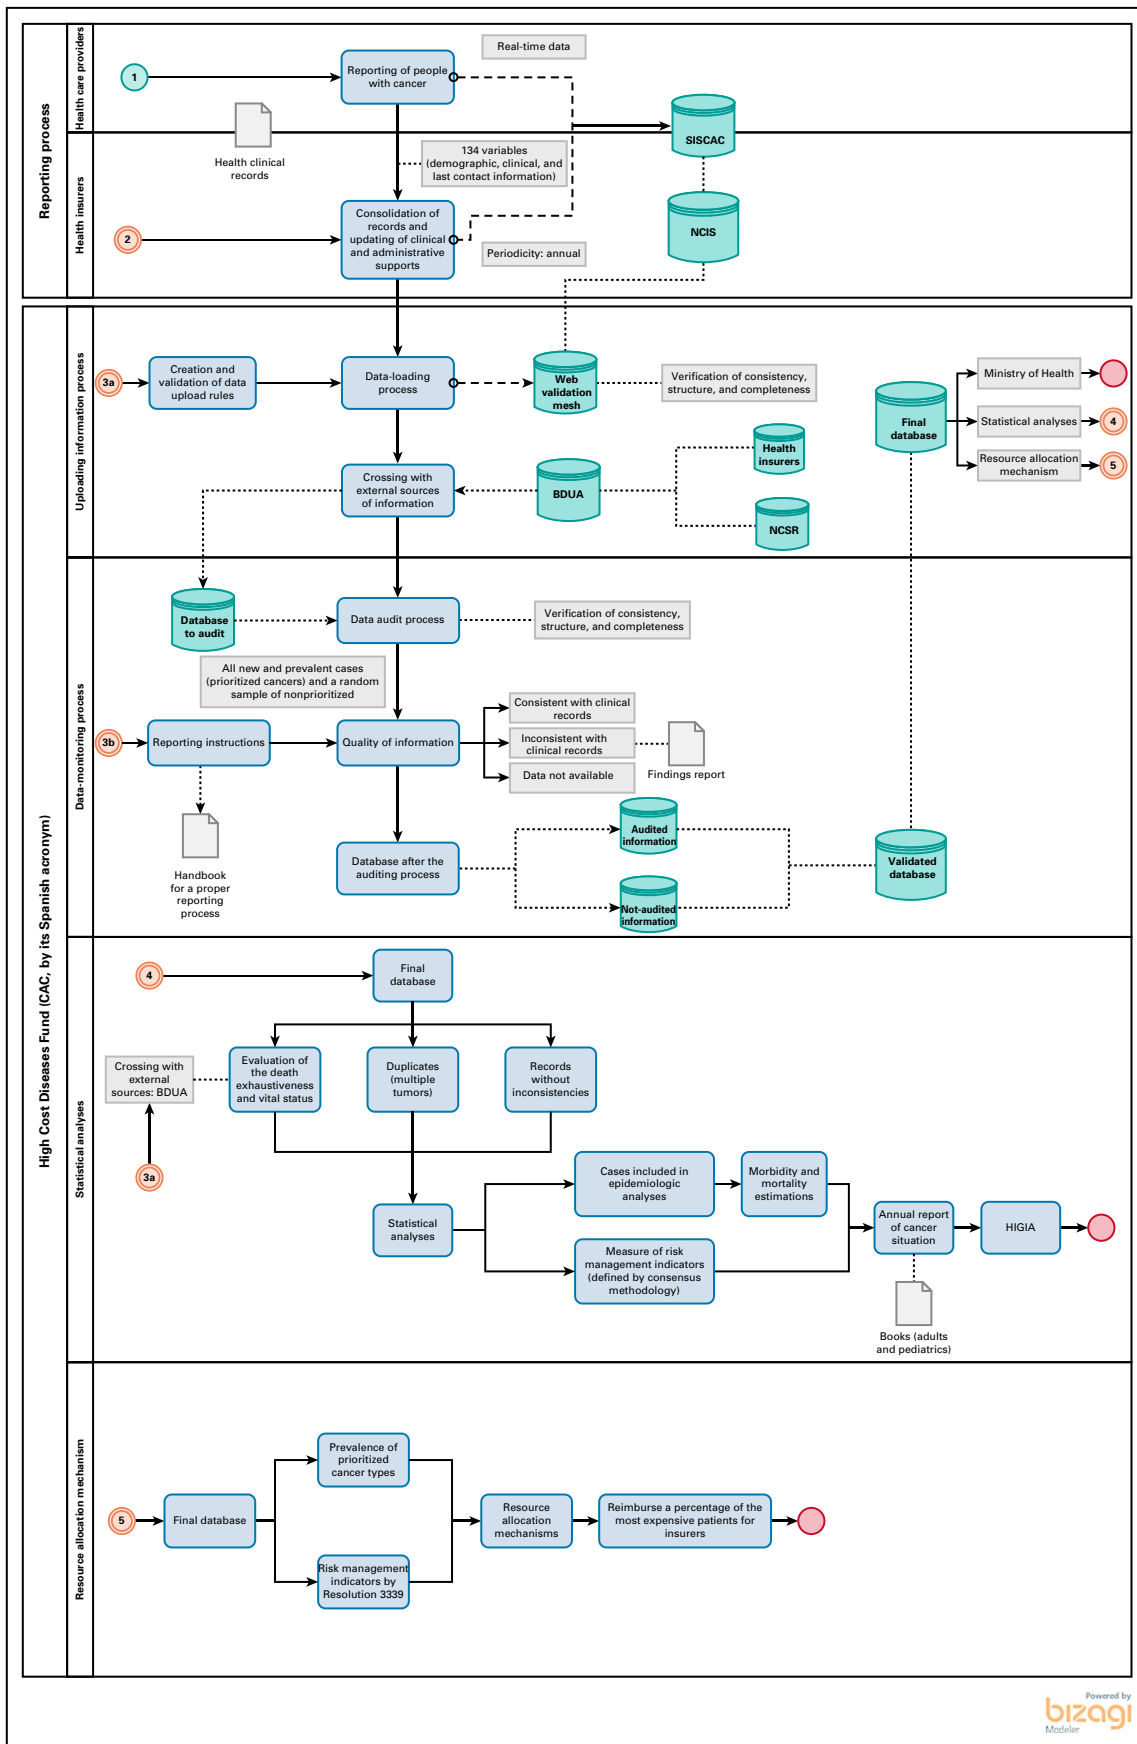 Reporting process
Health care providers
1
Reporting of people
with cancer
Real-time data
Health clinical
records
SISCAC
134 variables
(demographic, clinical, and
last contact information)
Health insurers
2
Consolidation of
records and
updating of clinical
and administrative
supports
Periodicity: annual
NCIS
High Cost Diseases Fund (CAC, by its Spanish acronym)
Uploading information process
3a
Creation and
validation of data
upload rules
Data-loading
process
Web
validation
mesh
Verification of consistency,
structure, and completeness
Final
database
Ministry of Health
Statistical analyses
4
Resource allocation
mechanism
5
Crossing with
external sources
of information
BDUA
Health
insurers
NCSR
Data-monitoring process
Database
to audit
Data audit process
Verification of consistency,
structure, and completeness
All new and prevalent cases
(prioritized cancers) and a random
sample of nonprioritized
3b
Reporting instructions
Quality of information
Consistent with clinical
records
Inconsistent with
clinical records
Data not available
Findings report
Handbook
for a proper
reporting
process
Database after the
auditing process
Audited
information
Not-audited
information
Validated
database
Statistical analyses
4
Final
database
Crossing with
external
sources: BDUA
Evaluation of
the death
exhaustiveness
and vital status
Duplicates
(multiple
tumors)
Records
without
inconsistencies
3a
Statistical
analyses
Cases included in
epidemiologic
analyses
Morbidity and
mortality
estimations
Measure of risk
management indicators
(defined by consensus
methodology)
Annual report
of cancer
situation
HIGIA
Books (adults
and pediatrics)
Resource allocation mechanism
5
Final database
Prevalence of
prioritized
cancer types
Risk management
indicators by
Resolution 3339
Resource
allocation
mechanisms
Reimburse a percentage of the
most expensive patients for
insurers
Powered by
bizagi
Modeler